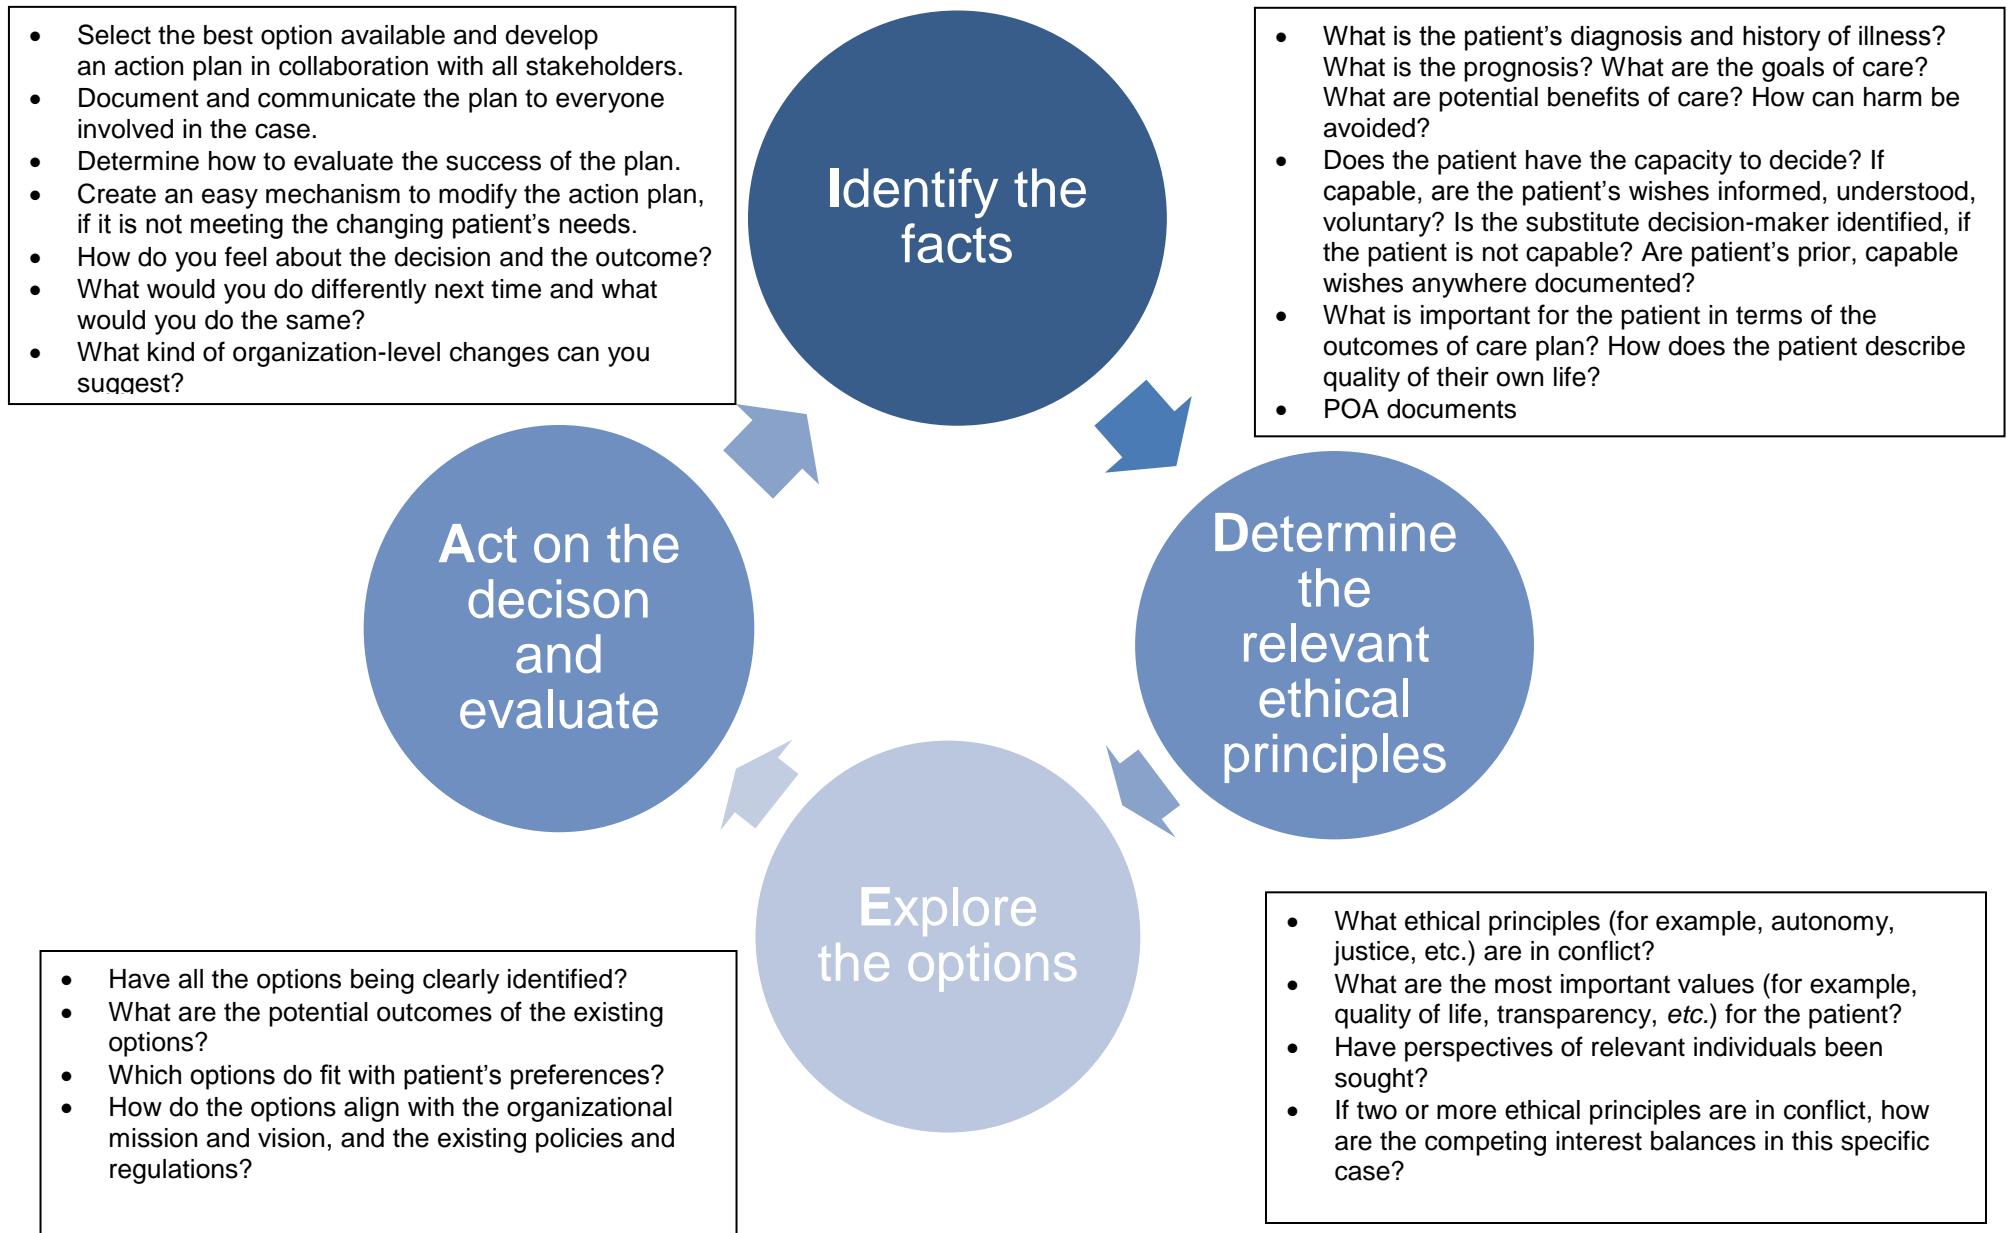 • Select the best option available and develop
an action plan in collaboration with all stakeholders.
• Document and communicate the plan to everyone
involved in the case.
• Determine how to evaluate the success of the plan.
• Create an easy mechanism to modify the action plan,
if it is not meeting the changing patient’s needs.
• How do you feel about the decision and the outcome?
• What would you do differently next time and what
would you do the same?
• What kind of organization-level changes can you
suggest?
Identify the
facts
• What is the patient’s diagnosis and history of illness?
What is the prognosis? What are the goals of care?
What are potential benefits of care? How can harm be
avoided?
• Does the patient have the capacity to decide? If
capable, are the patient’s wishes informed, understood,
voluntary? Is the substitute decision-maker identified, if
the patient is not capable? Are patient’s prior, capable
wishes anywhere documented?
• What is important for the patient in terms of the
outcomes of care plan? How does the patient describe
quality of their own life?
• POA documents
Act on the
decison
and
evaluate
Determine
the
relevant
ethical
principles
Explore
the options
• Have all the options being clearly identified?
• What are the potential outcomes of the existing
options?
• Which options do fit with patient’s preferences?
• How do the options align with the organizational
mission and vision, and the existing policies and
regulations?
• What ethical principles (for example, autonomy,
justice, etc.) are in conflict?
• What are the most important values (for example,
quality of life, transparency, etc.) for the patient?
• Have perspectives of relevant individuals been
sought?
• If two or more ethical principles are in conflict, how
are the competing interest balances in this specific
case?